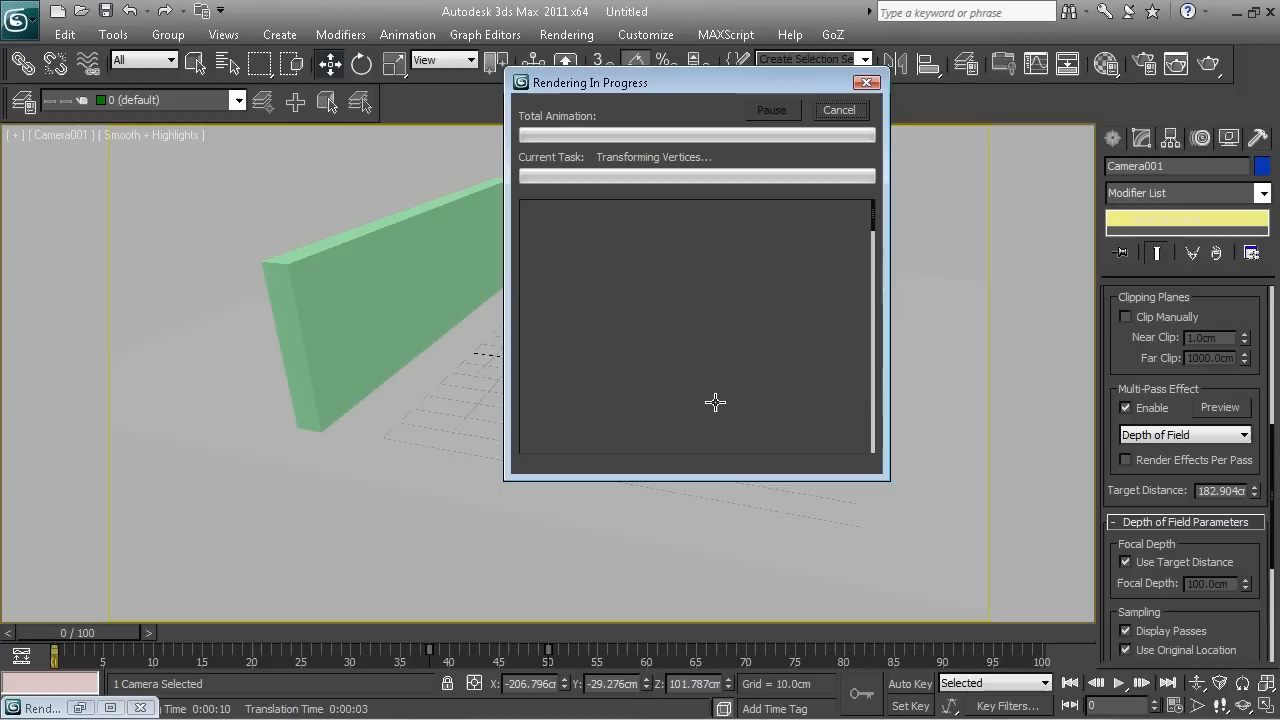 Autodesk 3ds Max 2011x64 Untitled
Type a keyword or phrase
Edit Tools Group Views Create Modifiers Animation Graph Editors Rendering Customize MAXScript Help GoZ
All View Create Selection Se
0 (default)
[ + ] [ Camera001 ] [ Smooth + Highlights ]
Rendering In Progress
Total Animation: Pause Cancel
Current Task: Transforming Vertices...
Camera001
Modifier List
Clipping Planes
Clip Manually
Near Clip: 1.0cm
Far Clip: 1000.0cm
Multi-Pass Effect
Enable Preview
Depth of Field
Render Effects Per Pass
Target Distance: 182.904cm
- Depth of Field Parameters
Focal Depth
Use Target Distance
Focal Depth: 100.0cm
Sampling
Display Passes
Use Original Location
< 0 / 100 >
0 5 10 15 20 25 30 35 40 45 50 55 60 65 70 75 80 85 90 95 100
1 Camera Selected X: -206.796cm Y: -29.276cm Z: 101.787cm Grid = 10.0cm Auto Key Selected
Rend... Time 0:00:10 Translation Time 0:00:03 Add Time Tag Set Key Key Filters... 0